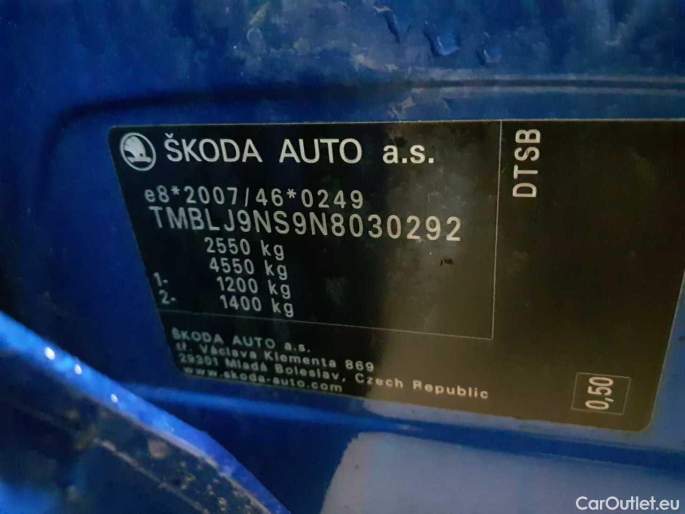 ŠKODA AUTO a.s.
e8*2007/46*0249
TMBLJ9NS9N8030292
2550 kg
4550 kg
1- 1200 kg
2- 1400 kg
ŠKODA AUTO a.s.
tř. Václava Klementa 869
29301 Mladá Boleslav, Czech Republic
www.skoda-auto.com
DTSB
0,50
CarOutlet.eu